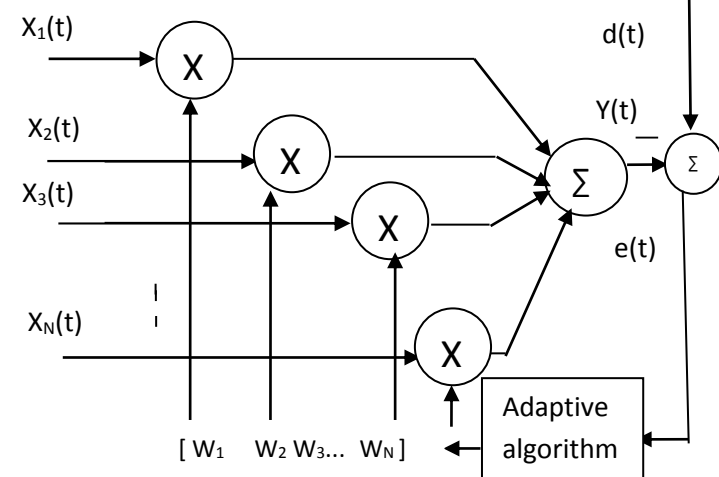 X₁(t)
d(t)
X
Y(t)
X₂(t)
X
—
Σ
Σ
X₃(t)
X
e(t)
X_N(t)
X
Adaptive
algorithm
[ W₁ W₂ W₃... W_N ]